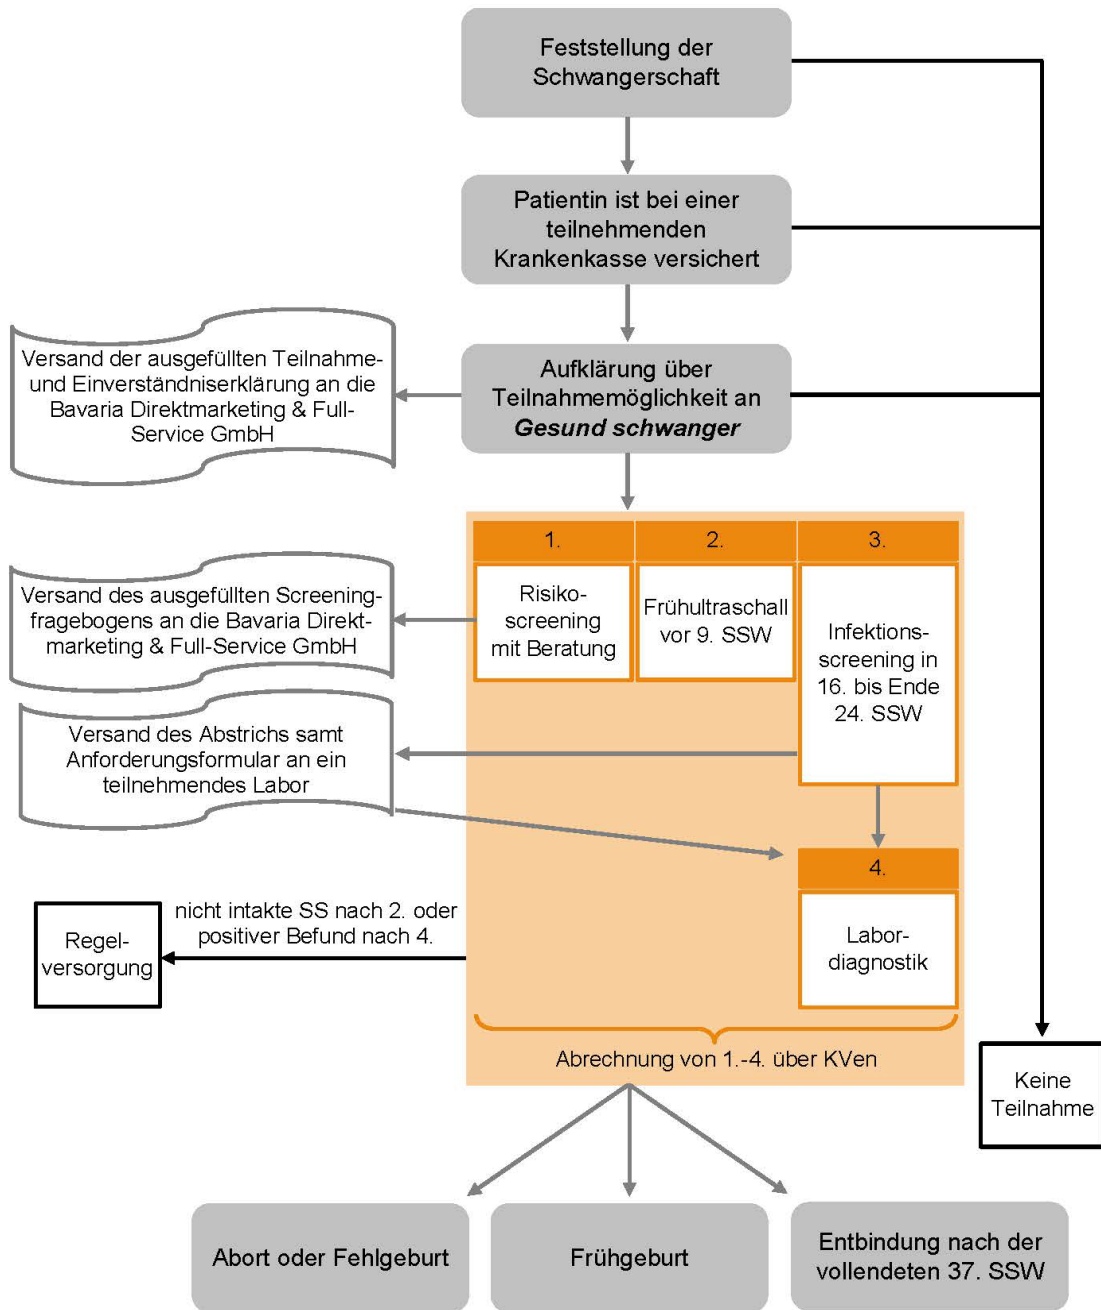 Feststellung der
Schwangerschaft
Patientin ist bei einer
teilnehmenden
Krankenkasse versichert
Versand der ausgefüllten Teilnahme-
und Einverständniserklärung an die
Bavaria Direktmarketing & Full-
Service GmbH
Aufklärung über
Teilnahmemöglichkeit an
Gesund schwanger
1.
2.
3.
Versand des ausgefüllten Screening-
fragebogens an die Bavaria Direkt-
marketing & Full-Service GmbH
Risiko-
screening
mit Beratung
Frühultraschall
vor 9. SSW
Infektions-
screening in
16. bis Ende
24. SSW
Versand des Abstrichs samt
Anforderungsformular an ein
teilnehmendes Labor
4.
Labor-
diagnostik
nicht intakte SS nach 2. oder
positiver Befund nach 4.
Regel-
versorgung
Abrechnung von 1.-4. über KVen
Keine
Teilnahme
Abort oder Fehlgeburt
Frühgeburt
Entbindung nach der
vollendeten 37. SSW